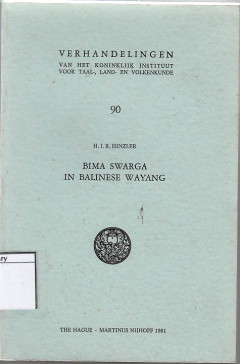 VERHANDELINGEN
VAN HET KONINKLIJK INSTITUUT
VOOR TAAL-, LAND- EN VOLKENKUNDE
90
H. I. R. HINZLER
BIMA SWARGA
IN BALINESE WAYANG
THE HAGUE - MARTINUS NIJHOFF 1981